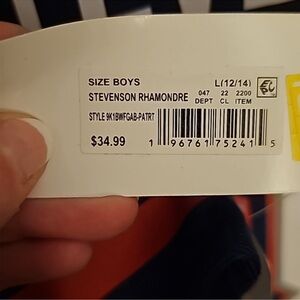 SIZE BOYS L(12/14)
STEVENSON RHAMONDRE 047 22 2200
DEPT CL ITEM
STYLE 9K1BWFGAB-PATRT
$34.99 1 96761 75241 5